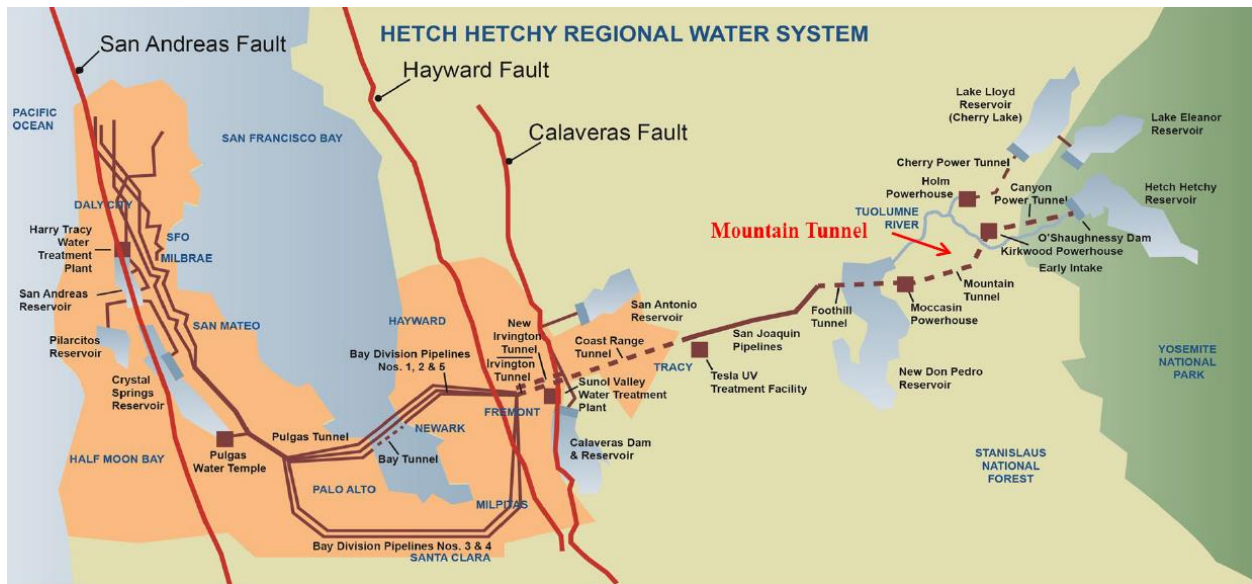 HETCH HETCHY REGIONAL WATER SYSTEM
San Andreas Fault
Hayward Fault
Calaveras Fault
PACIFIC
OCEAN
SAN FRANCISCO BAY
Lake Lloyd
Reservoir
(Cherry Lake)
Lake Eleanor
Reservoir
Cherry Power Tunnel
Holm
Powerhouse
Canyon
Power Tunnel
Hetch Hetchy
Reservoir
TUOLUMNE
RIVER
Mountain Tunnel
O'Shaughnessy Dam
Kirkwood Powerhouse
Early Intake
Mountain
Tunnel
Moccasin
Powerhouse
Foothill
Tunnel
New Don Pedro
Reservoir
San Joaquin
Pipelines
Tesla UV
Treatment Facility
TRACY
Coast Range
Tunnel
San Antonio
Reservoir
New
Irvington
Tunnel
Irvington
Tunnel
Sunol Valley
Water Treatment
Plant
Calaveras Dam
& Reservoir
HAYWARD
Bay Division Pipelines
Nos. 1, 2 & 5
FREMONT
NEWARK
Bay Tunnel
MILPITAS
DALY CITY
Harry Tracy
Water
Treatment
Plant
SFO
MILBRAE
San Andreas
Reservoir
SAN MATEO
Pilarcitos
Reservoir
Crystal
Springs
Reservoir
HALF MOON BAY
Pulgas
Water Temple
Pulgas Tunnel
PALO ALTO
Bay Division Pipelines Nos. 3 & 4
SANTA CLARA
YOSEMITE
NATIONAL
PARK
STANISLAUS
NATIONAL
FOREST